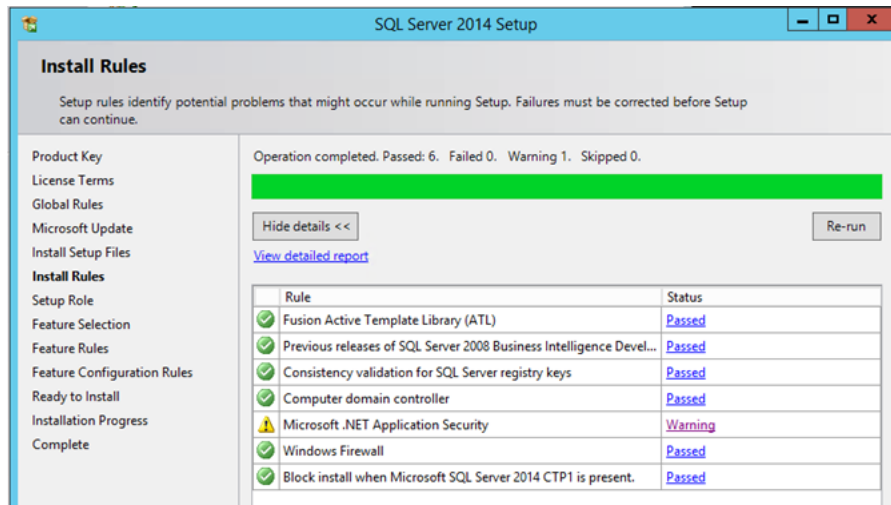 SQL Server 2014 Setup
Install Rules
Setup rules identify potential problems that might occur while running Setup. Failures must be corrected before Setup
can continue.
Product Key
License Terms
Global Rules
Microsoft Update
Install Setup Files
Install Rules
Setup Role
Feature Selection
Feature Rules
Feature Configuration Rules
Ready to Install
Installation Progress
Complete
Operation completed. Passed: 6. Failed 0. Warning 1. Skipped 0.
Hide details <<
Re-run
View detailed report
Rule Status
Fusion Active Template Library (ATL) Passed
Previous releases of SQL Server 2008 Business Intelligence Devel... Passed
Consistency validation for SQL Server registry keys Passed
Computer domain controller Passed
Microsoft .NET Application Security Warning
Windows Firewall Passed
Block install when Microsoft SQL Server 2014 CTP1 is present. Passed